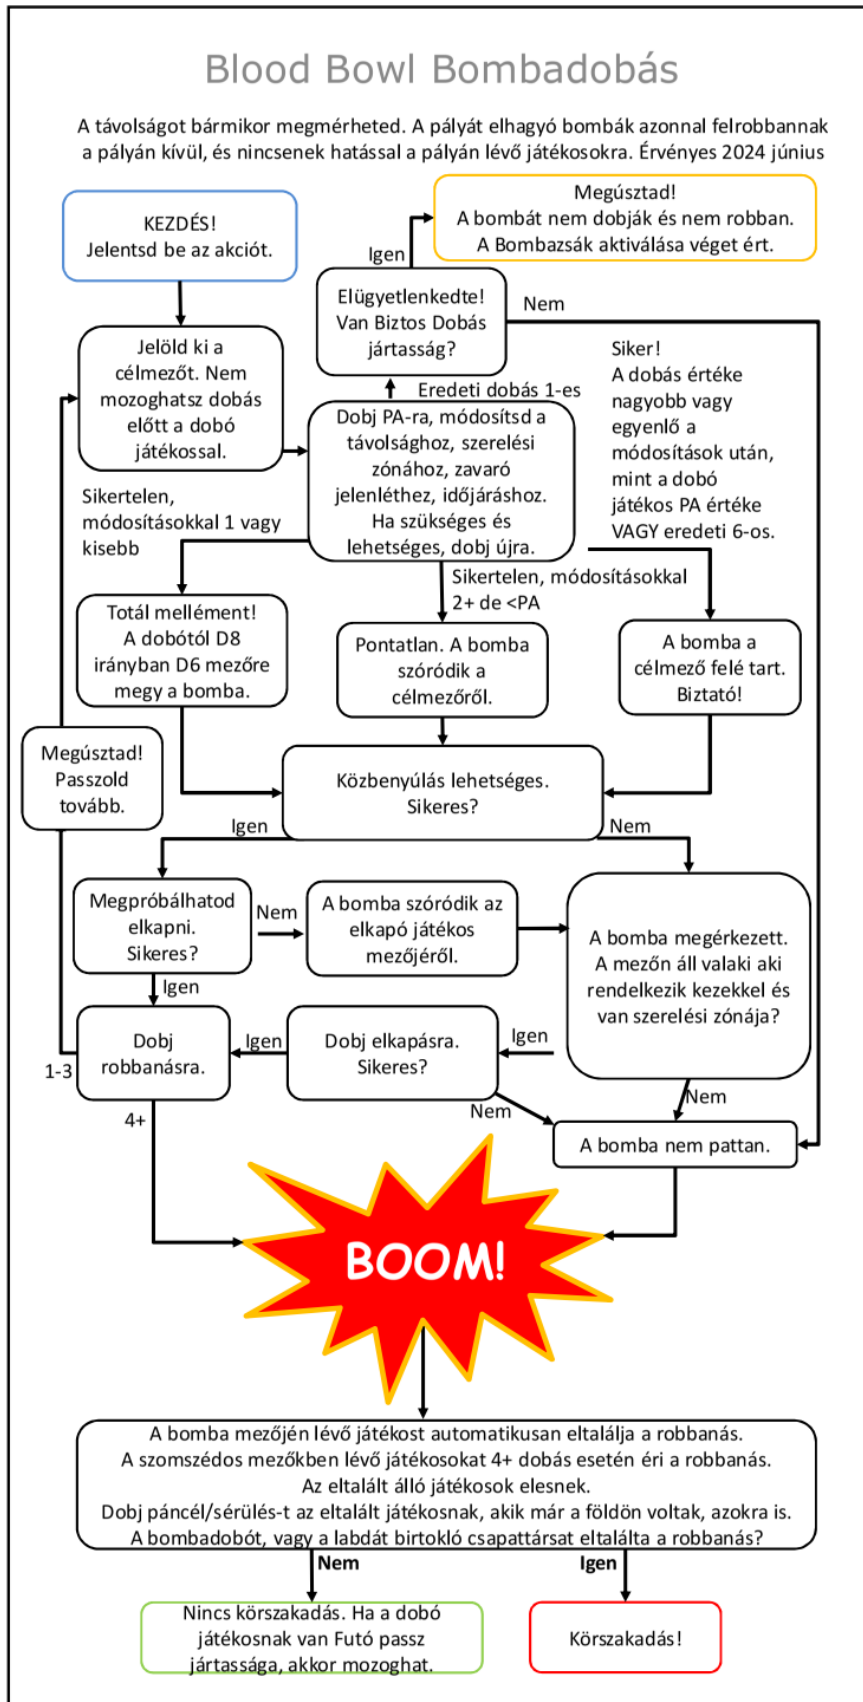 Blood Bowl Bombadobás
A távolságot bármikor megmérheted. A pályát elhagyó bombák azonnal felrobbannak
a pályán kívül, és nincsenek hatással a pályán lévő játékosokra. Érvényes 2024 június
KEZDÉS!
Jelentsd be az akciót.
Megúsztad!
A bombát nem dobják és nem robban.
A Bombazsák aktiválása véget ért.
Igen
Elügyetlenkedte!
Van Biztos Dobás
jártasság?
Nem
Jelöld ki a
célmezőt. Nem
mozoghatsz dobás
előtt a dobó
játékossal.
Eredeti dobás 1-es
Siker!
A dobás értéke
nagyobb vagy
egyenlő a
módosítások után,
mint a dobó
játékos PA értéke
VAGY eredeti 6-os.
Dobj PA-ra, módosítsd a
távolsághoz, szerelési
zónához, zavaró
jelenléthez, időjáráshoz.
Ha szükséges és
lehetséges, dobj újra.
Sikertelen,
módosításokkal 1 vagy
kisebb
Sikertelen, módosításokkal
2+ de <PA
Totál mellément!
A dobótól D8
irányban D6 mezőre
megy a bomba.
Pontatlan. A bomba
szóródik a
célmezőről.
A bomba a
célmező felé tart.
Biztató!
Megúsztad!
Passzold
tovább.
Közbenyúlás lehetséges.
Sikeres?
Igen
Nem
Megpróbálhatod
elkapni.
Sikeres?
Nem
A bomba szóródik az
elkapó játékos
mezőjéről.
A bomba megérkezett.
A mezőn áll valaki aki
rendelkezik kezekkel és
van szerelési zónája?
Igen
Dobj
robbanásra.
Igen
Dobj elkapásra.
Sikeres?
Igen
1-3
4+
Nem
Nem
A bomba nem pattan.
BOOM!
A bomba mezőjén lévő játékost automatikusan eltalálja a robbanás.
A szomszédos mezőkben lévő játékosokat 4+ dobás esetén éri a robbanás.
Az eltalált álló játékosok elesnek.
Dobj páncél/sérülés-t az eltalált játékosnak, akik már a földön voltak, azokra is.
A bombadobót, vagy a labdát birtokló csapattársat eltalálta a robbanás?
Nem
Igen
Nincs körszakadás. Ha a dobó
játékosnak van Futó passz
jártassága, akkor mozoghat.
Körszakadás!